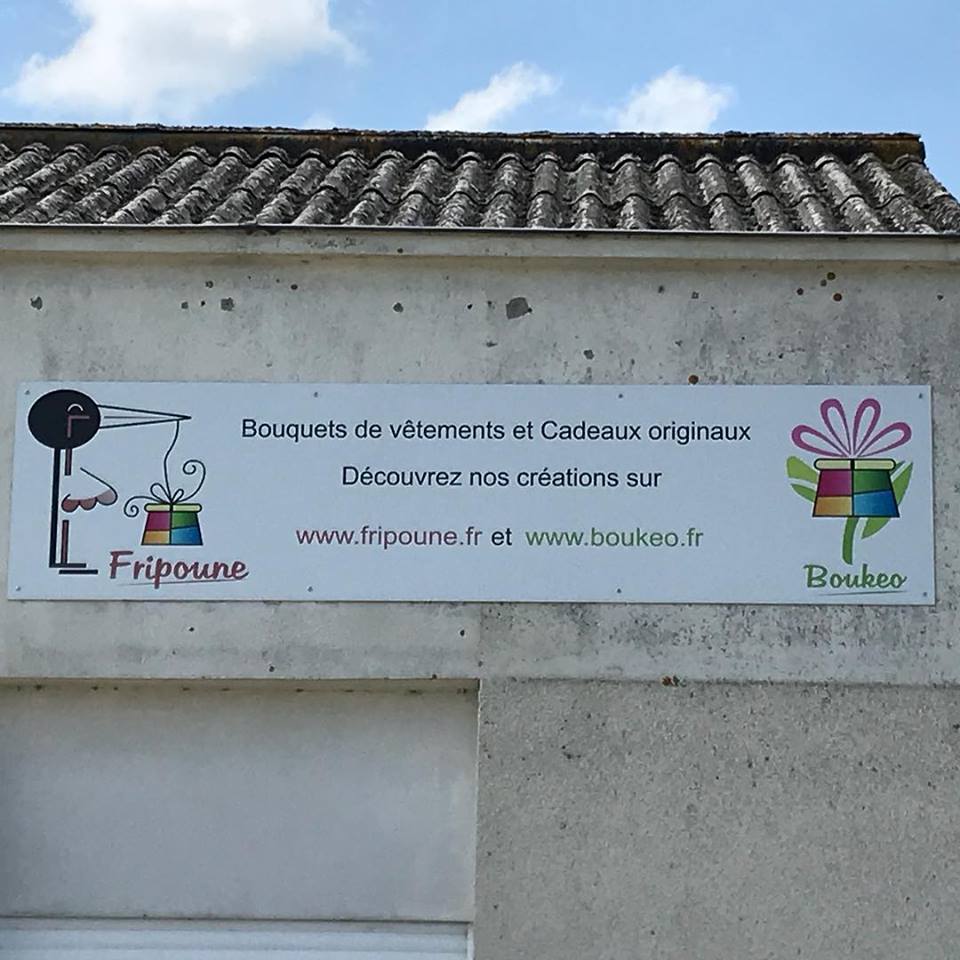 Bouquets de vêtements et Cadeaux originaux
Découvrez nos créations sur
www.fripoune.fr et www.boukeo.fr
Fripoune
Boukeo